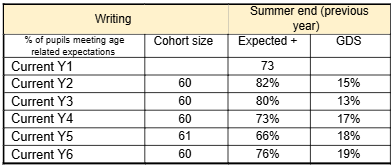 Writing Summer end (previous year)
% of pupils meeting age related expectations Cohort size Expected + GDS
Current Y1 73
Current Y2 60 82% 15%
Current Y3 60 80% 13%
Current Y4 60 73% 17%
Current Y5 61 66% 18%
Current Y6 60 76% 19%